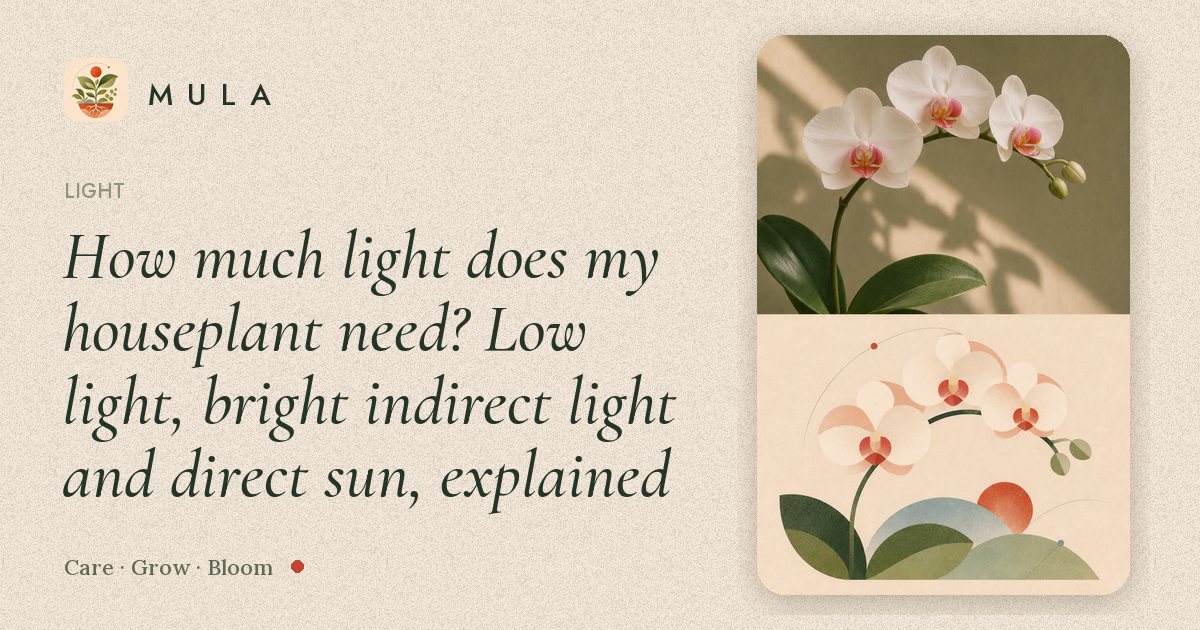 MULA
LIGHT
How much light does my
houseplant need? Low
light, bright indirect light
and direct sun, explained
Care · Grow · Bloom